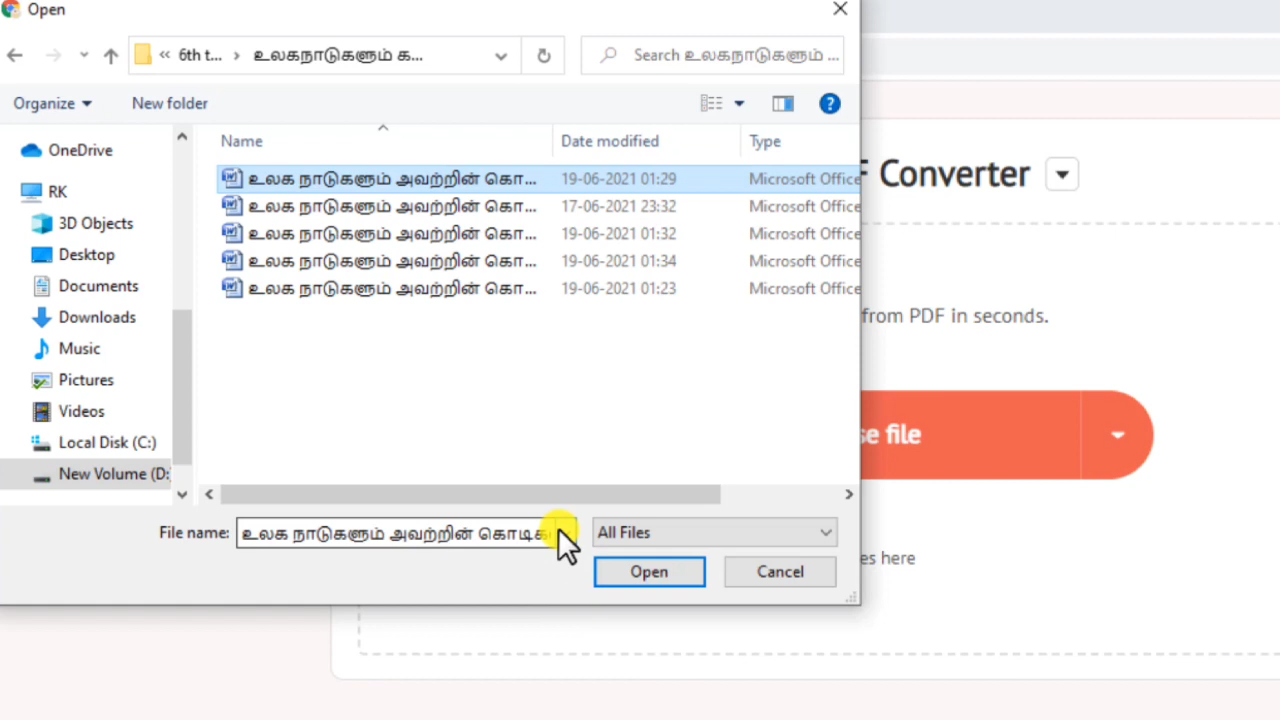 Open
« 6th t... › உலகநாடுகளும் க...
Search உலகநாடுகளும் ...
Organize
New folder
Name
Date modified
Type
OneDrive
RK
3D Objects
Desktop
Documents
Downloads
Music
Pictures
Videos
Local Disk (C:)
New Volume (D:
உலக நாடுகளும் அவற்றின் கொ... 19-06-2021 01:29 Microsoft Office
உலக நாடுகளும் அவற்றின் கொ... 17-06-2021 23:32 Microsoft Office
உலக நாடுகளும் அவற்றின் கொ... 19-06-2021 01:32 Microsoft Office
உலக நாடுகளும் அவற்றின் கொ... 19-06-2021 01:34 Microsoft Office
உலக நாடுகளும் அவற்றின் கொ... 19-06-2021 01:23 Microsoft Office
File name: உலக நாடுகளும் அவற்றின்
All Files
Open
Cancel
Converter
from PDF in seconds.
se file
es here